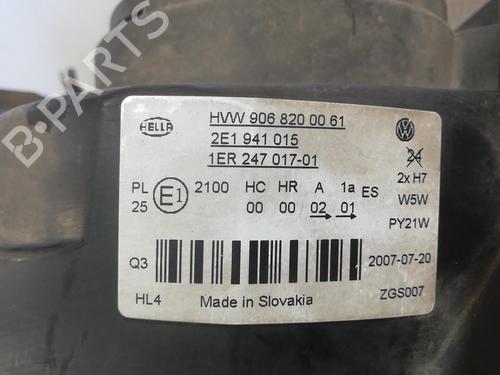 HELLA
HVW 906 820 00 61
2E1 941 015
1ER 247 017-01
24
2x H7
W5W
PY21W
PL 25
E1
2100
HC HR A 1a ES
00 00 02 01
Q3
2007-07-20
HL4
Made in Slovakia
ZGS007
B-PARTS